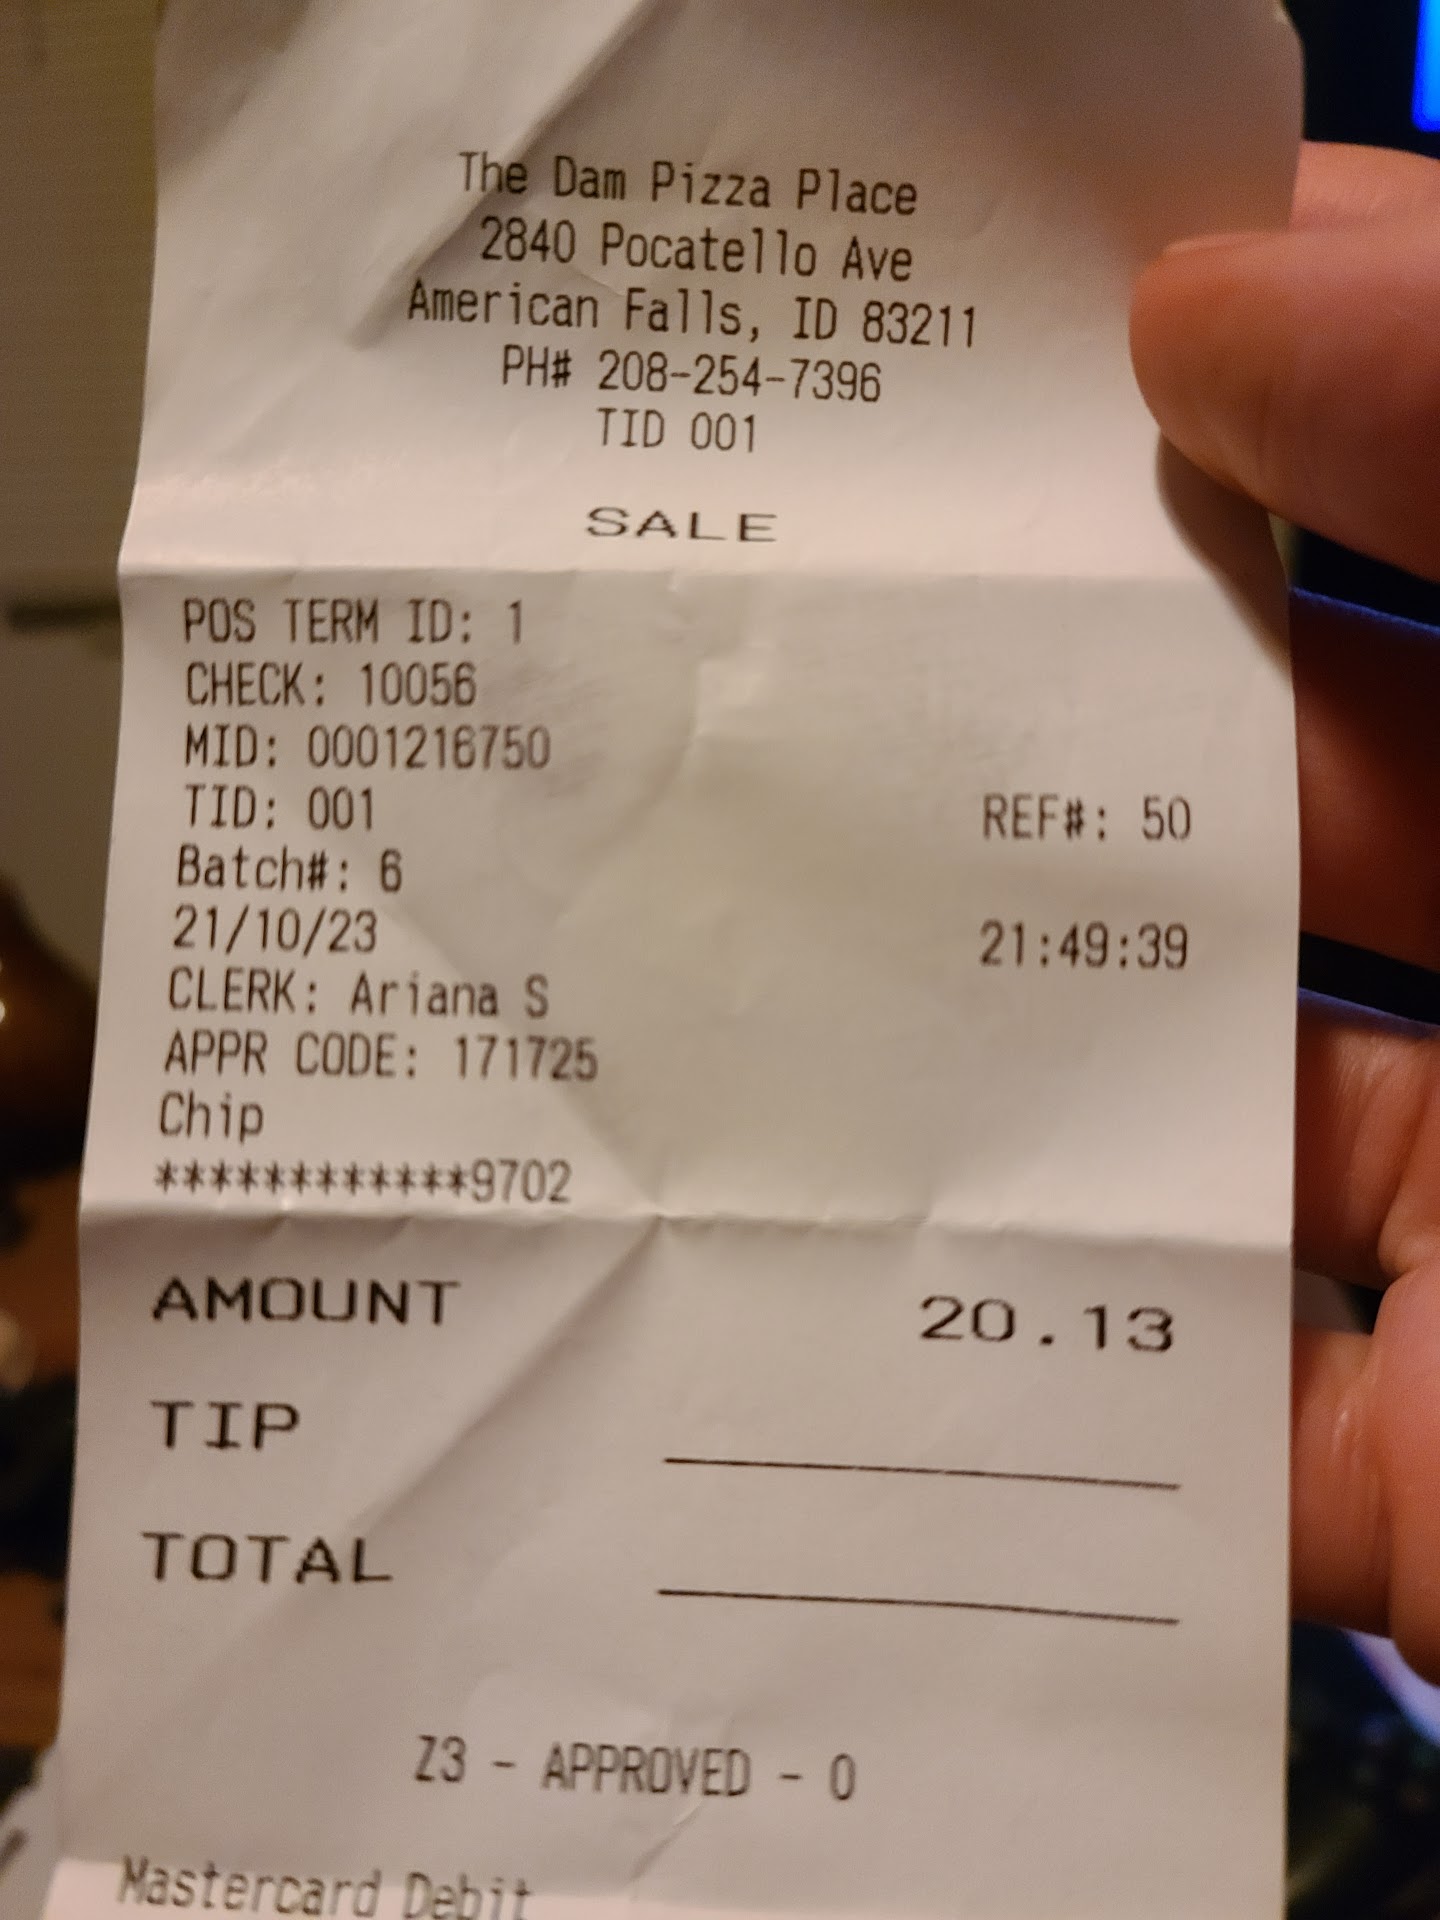 The Dam Pizza Place
2840 Pocatello Ave
American Falls, ID 83211
PH# 208-254-7396
TID 001
SALE
POS TERM ID: 1
CHECK: 10056
MID: 0001216750
TID: 001 REF#: 50
Batch#: 6
21/10/23 21:49:39
CLERK: Ariana S
APPR CODE: 171725
Chip
************9702
AMOUNT 20.13
TIP
TOTAL
Z3 - APPROVED - 0
Mastercard Debit